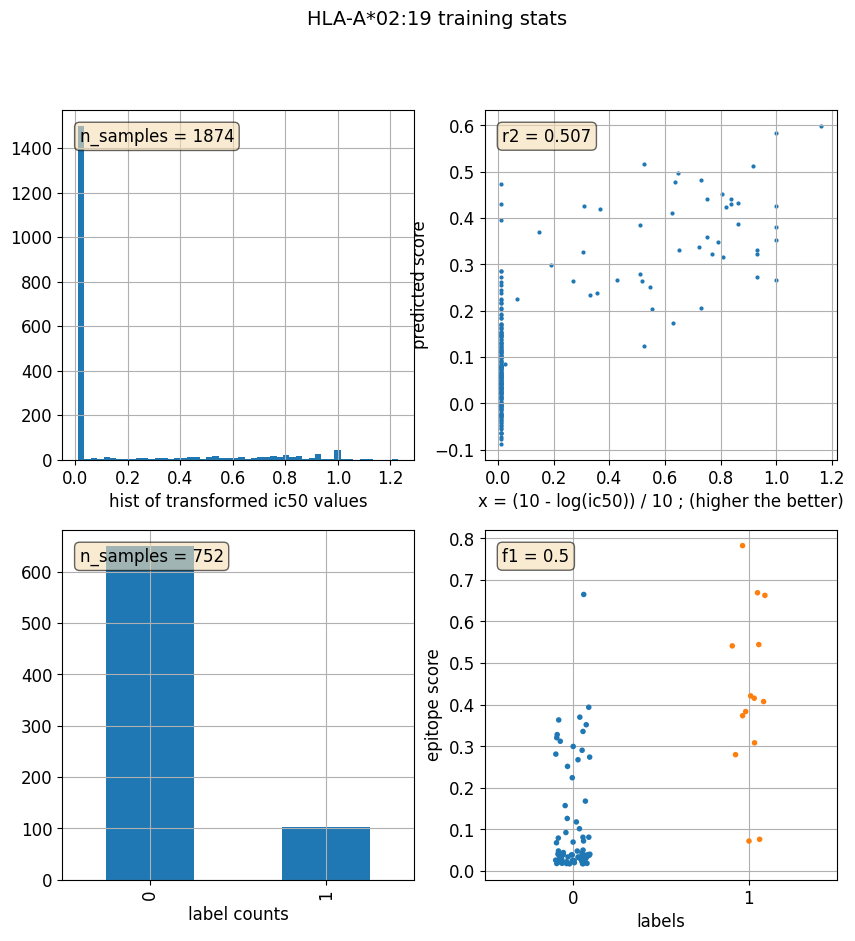 HLA-A*02:19 training stats
n_samples = 1874
1400
1200
1000
800
600
400
200
0
0.0 0.2 0.4 0.6 0.8 1.0 1.2
hist of transformed ic50 values
r2 = 0.507
predicted score
0.6
0.5
0.4
0.3
0.2
0.1
0.0
−0.1
0.0 0.2 0.4 0.6 0.8 1.0 1.2
x = (10 - log(ic50)) / 10 ; (higher the better)
n_samples = 752
600
500
400
300
200
100
0
0 1
label counts
f1 = 0.5
epitope score
0.8
0.7
0.6
0.5
0.4
0.3
0.2
0.1
0.0
0 1
labels